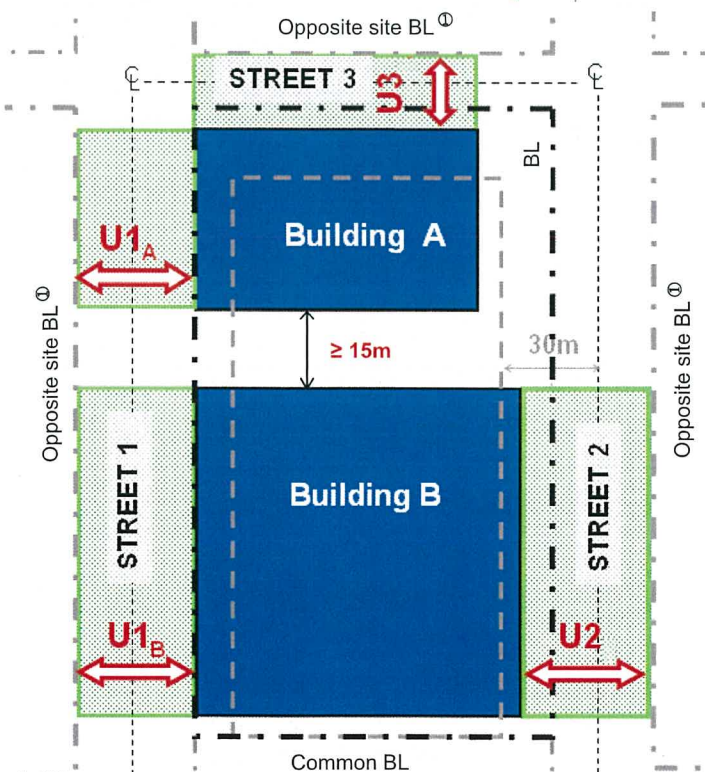 Opposite site BL ①
℄
STREET 3
U3
℄
BL
Building A
U1A
Opposite site BL ①
≥ 15m
30m
Opposite site BL ①
STREET 1
Building B
STREET 2
U1B
U2
Common BL